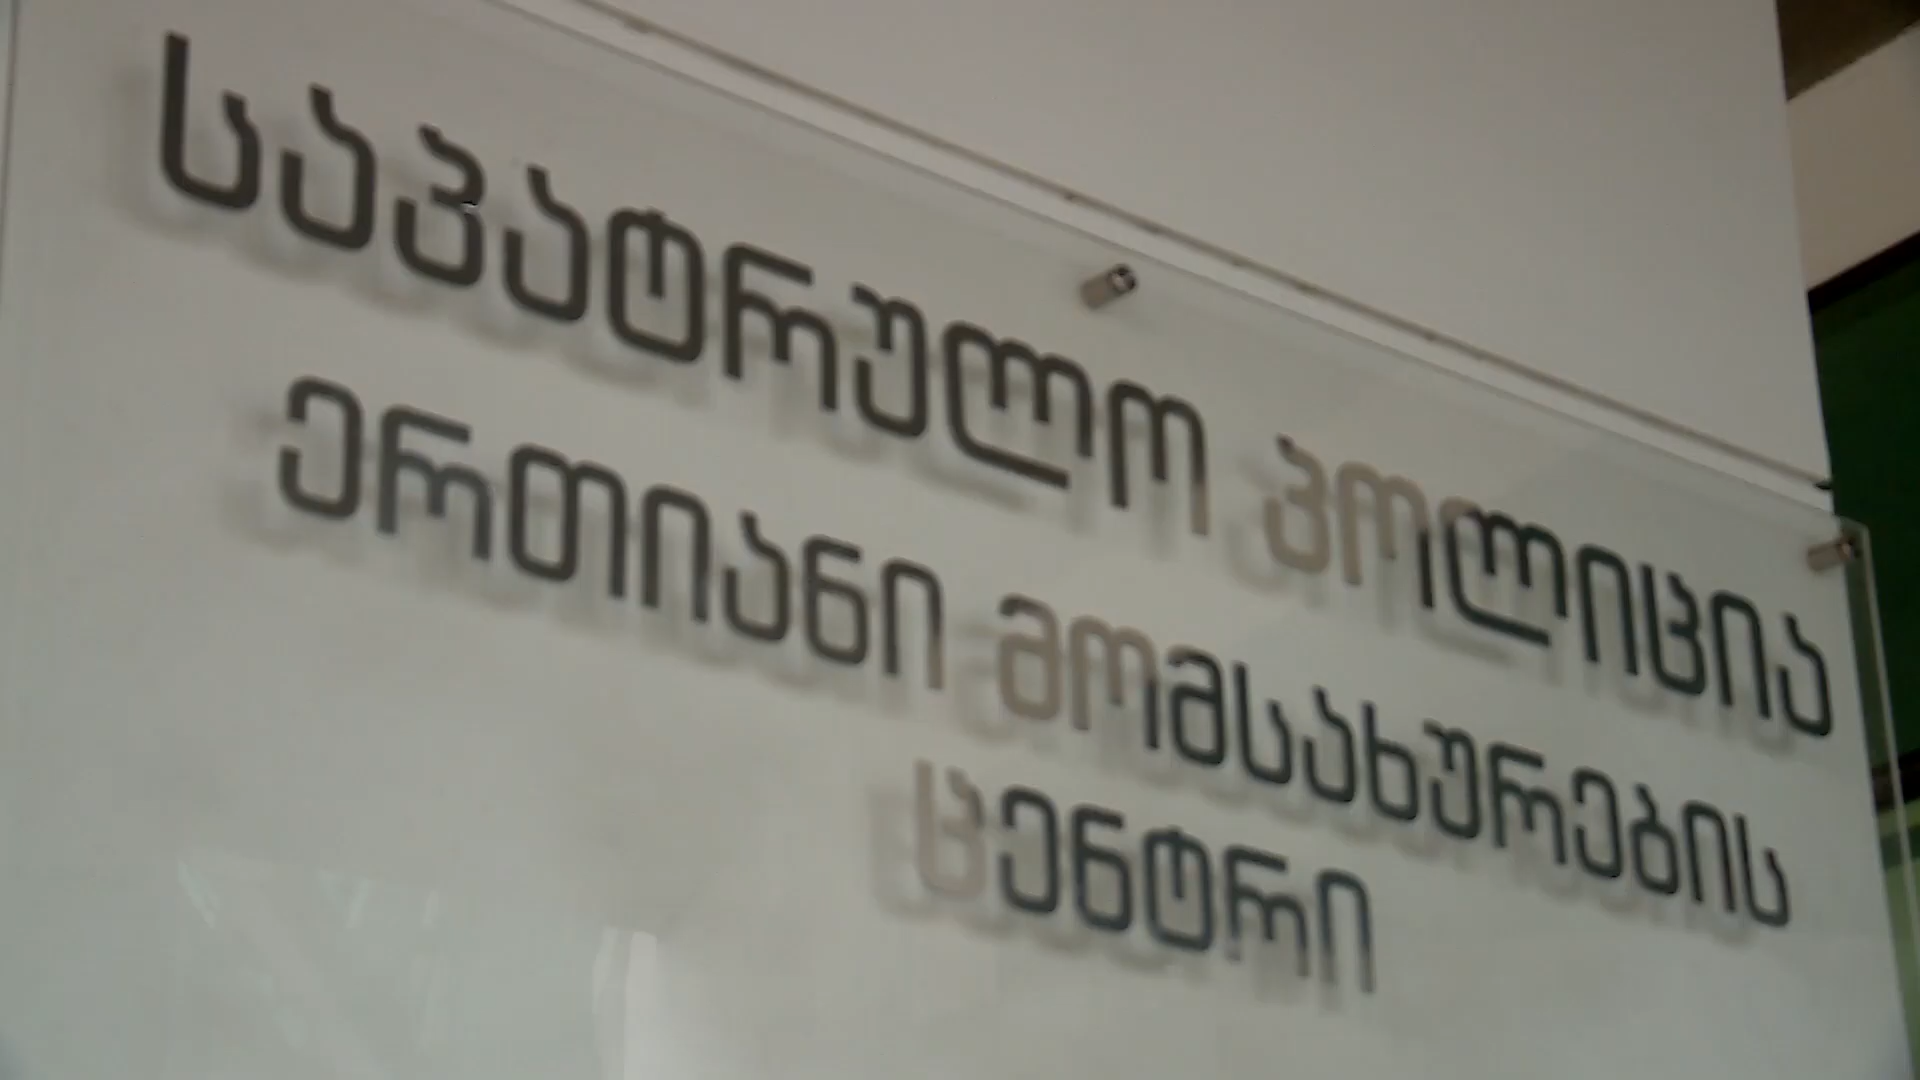 საპატრულო პოლიცია
ერთიანი მომსახურების
ცენტრი